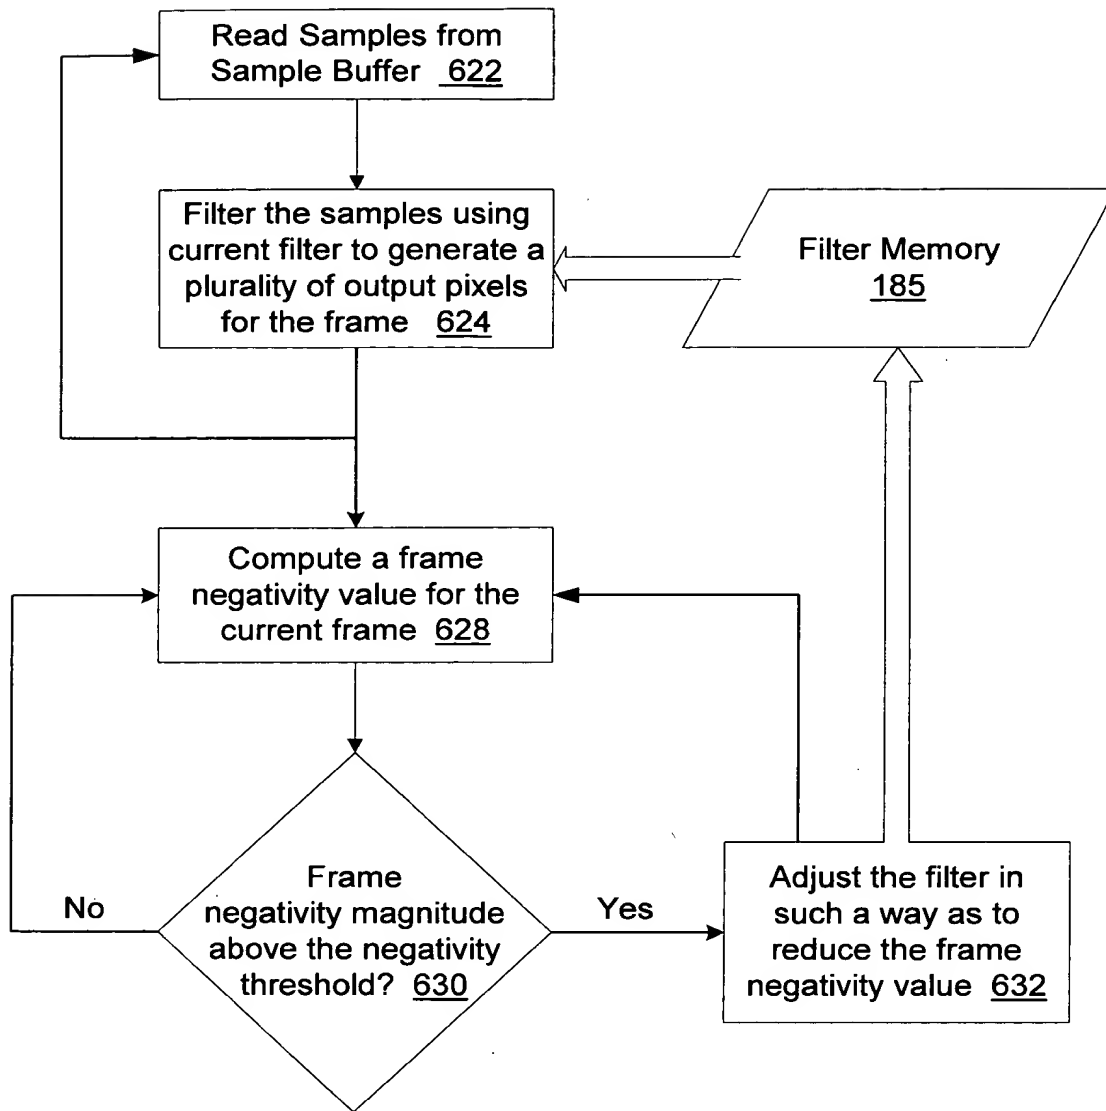 Read Samples from
Sample Buffer 622
Filter the samples using
current filter to generate a
plurality of output pixels
for the frame 624
Filter Memory
185
Compute a frame
negativity value for the
current frame 628
Frame
negativity magnitude
above the negativity
threshold? 630
No
Yes
Adjust the filter in
such a way as to
reduce the frame
negativity value 632